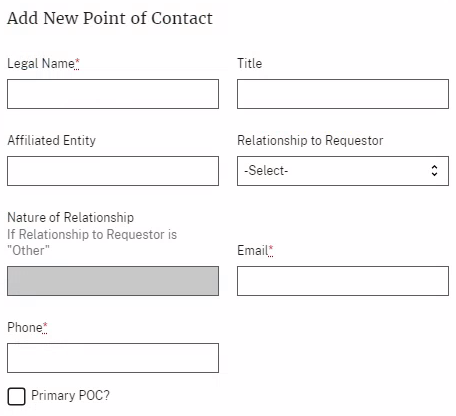 Add New Point of Contact
Legal Name*
Title
Affiliated Entity
Relationship to Requestor
-Select-
Nature of Relationship
If Relationship to Requestor is
"Other"
Email*
Phone*
Primary POC?